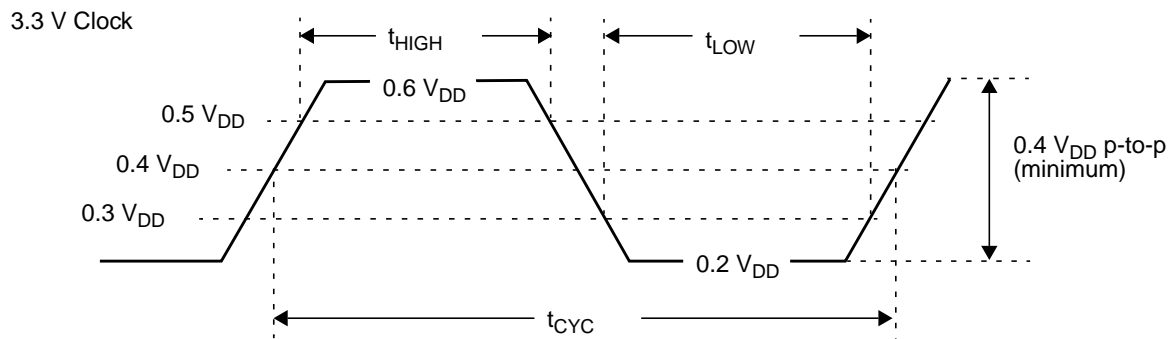 3.3 V Clock
tHIGH
tLOW
0.6 VDD
0.5 VDD
0.4 VDD
0.3 VDD
0.2 VDD
0.4 VDD p-to-p
(minimum)
tCYC